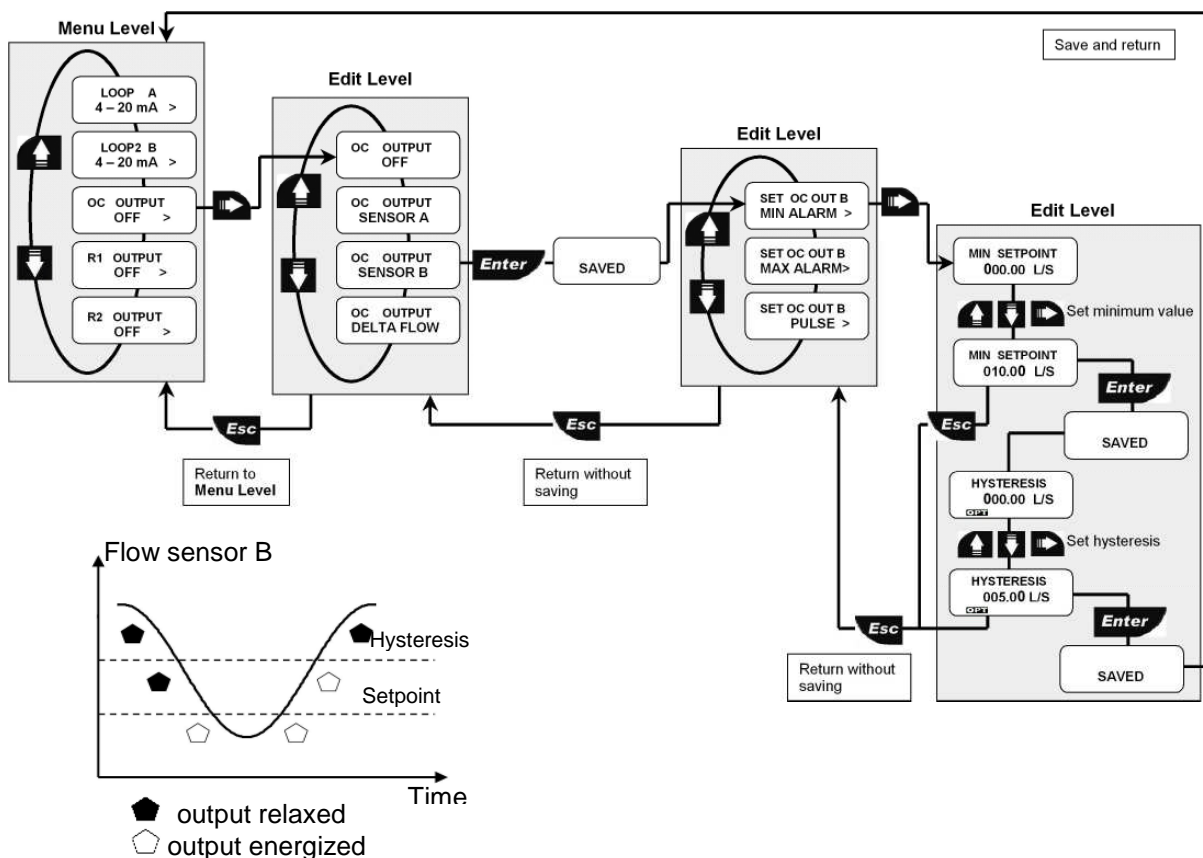 Menu Level
LOOP A
4 – 20 mA >
LOOP2 B
4 – 20 mA >
OC OUTPUT
OFF >
R1 OUTPUT
OFF >
R2 OUTPUT
OFF >
Esc
Return to
Menu Level
Edit Level
OC OUTPUT
OFF
OC OUTPUT
SENSOR A
OC OUTPUT
SENSOR B
OC OUTPUT
DELTA FLOW
Enter
SAVED
Esc
Return without
saving
Edit Level
SET OC OUT B
MIN ALARM >
SET OC OUT B
MAX ALARM>
SET OC OUT B
PULSE >
Save and return
Edit Level
MIN SETPOINT
000.00 L/S
Set minimum value
MIN SETPOINT
010.00 L/S
Enter
Esc
SAVED
HYSTERESIS
000.00 L/S
OPT
Set hysteresis
HYSTERESIS
005.00 L/S
OPT
Enter
Esc
SAVED
Return without
saving
Flow sensor B
Hysteresis
Setpoint
Time
output relaxed
output energized